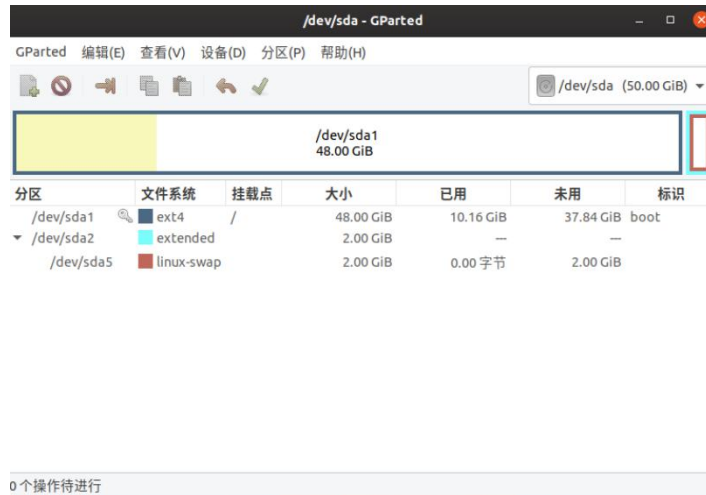 /dev/sda - GParted
GParted 编辑(E) 查看(V) 设备(D) 分区(P) 帮助(H)
/dev/sda (50.00 GiB)
/dev/sda1
48.00 GiB
分区 文件系统 挂载点 大小 已用 未用 标识
/dev/sda1 ext4 / 48.00 GiB 10.16 GiB 37.84 GiB boot
/dev/sda2 extended 2.00 GiB --- ---
/dev/sda5 linux-swap 2.00 GiB 0.00 字节 2.00 GiB
0个操作待进行